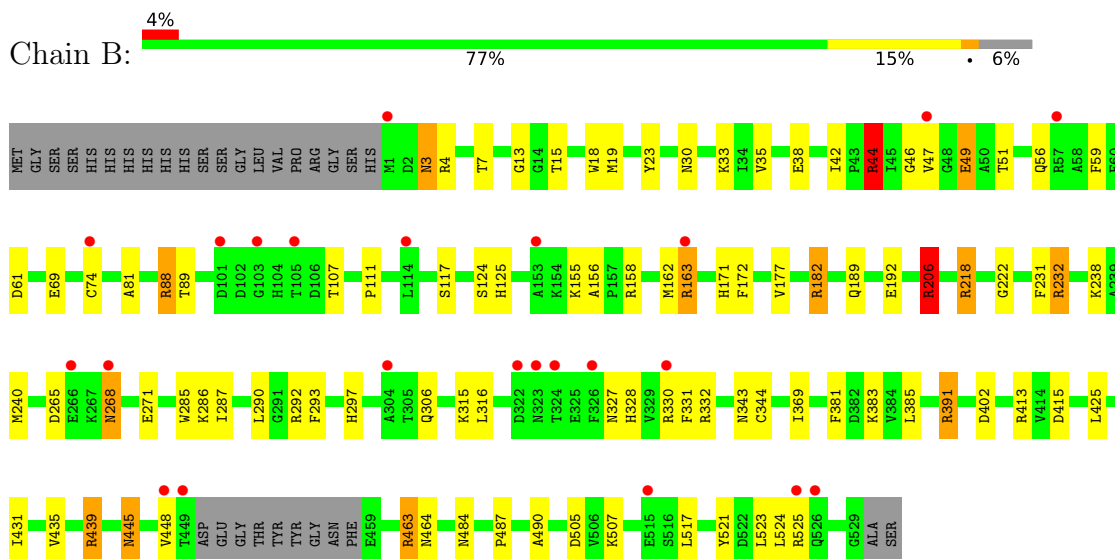 4%
Chain B:
77% 15% • 6%
MET GLY SER SER HIS HIS HIS HIS HIS HIS SER SER GLY LEU VAL PRO ARG GLY SER HIS M1 D2 N3 R4 T7 G13 G14 T15 W18 M19 Y23 N30 K33 I34 V35 E38 I42 P43 R44 I45 G46 V47 G48 E49 A50 T51 Q56 R57 A58 F59 F60
D61 E69 C74 A81 R88 T89 D101 D102 G103 H104 T105 D106 T107 P111 L114 S117 S124 H125 A153 K154 K155 A156 P157 R158 M162 R163 H171 F172 V177 R182 Q189 E192 R206 R218 G222 F231 R232 K238 A239
M240 D265 E266 K267 N268 E271 W285 K286 I287 L290 G291 R292 F293 H297 A304 T305 Q306 K315 L316 D322 N323 T324 E325 F326 N327 H328 V329 R330 F331 R332 N343 C344 I369 F381 D382 K383 V384 L385 R391 D402 R413 V414 D415 L425
I431 V435 R439 N445 V448 T449 ASP GLU GLY THR TYR TYR GLY ASN PHE E459 R463 N464 N484 P487 A490 D505 V506 K507 E515 S516 L517 Y521 D522 L523 L524 R525 Q526 G529 ALA SER